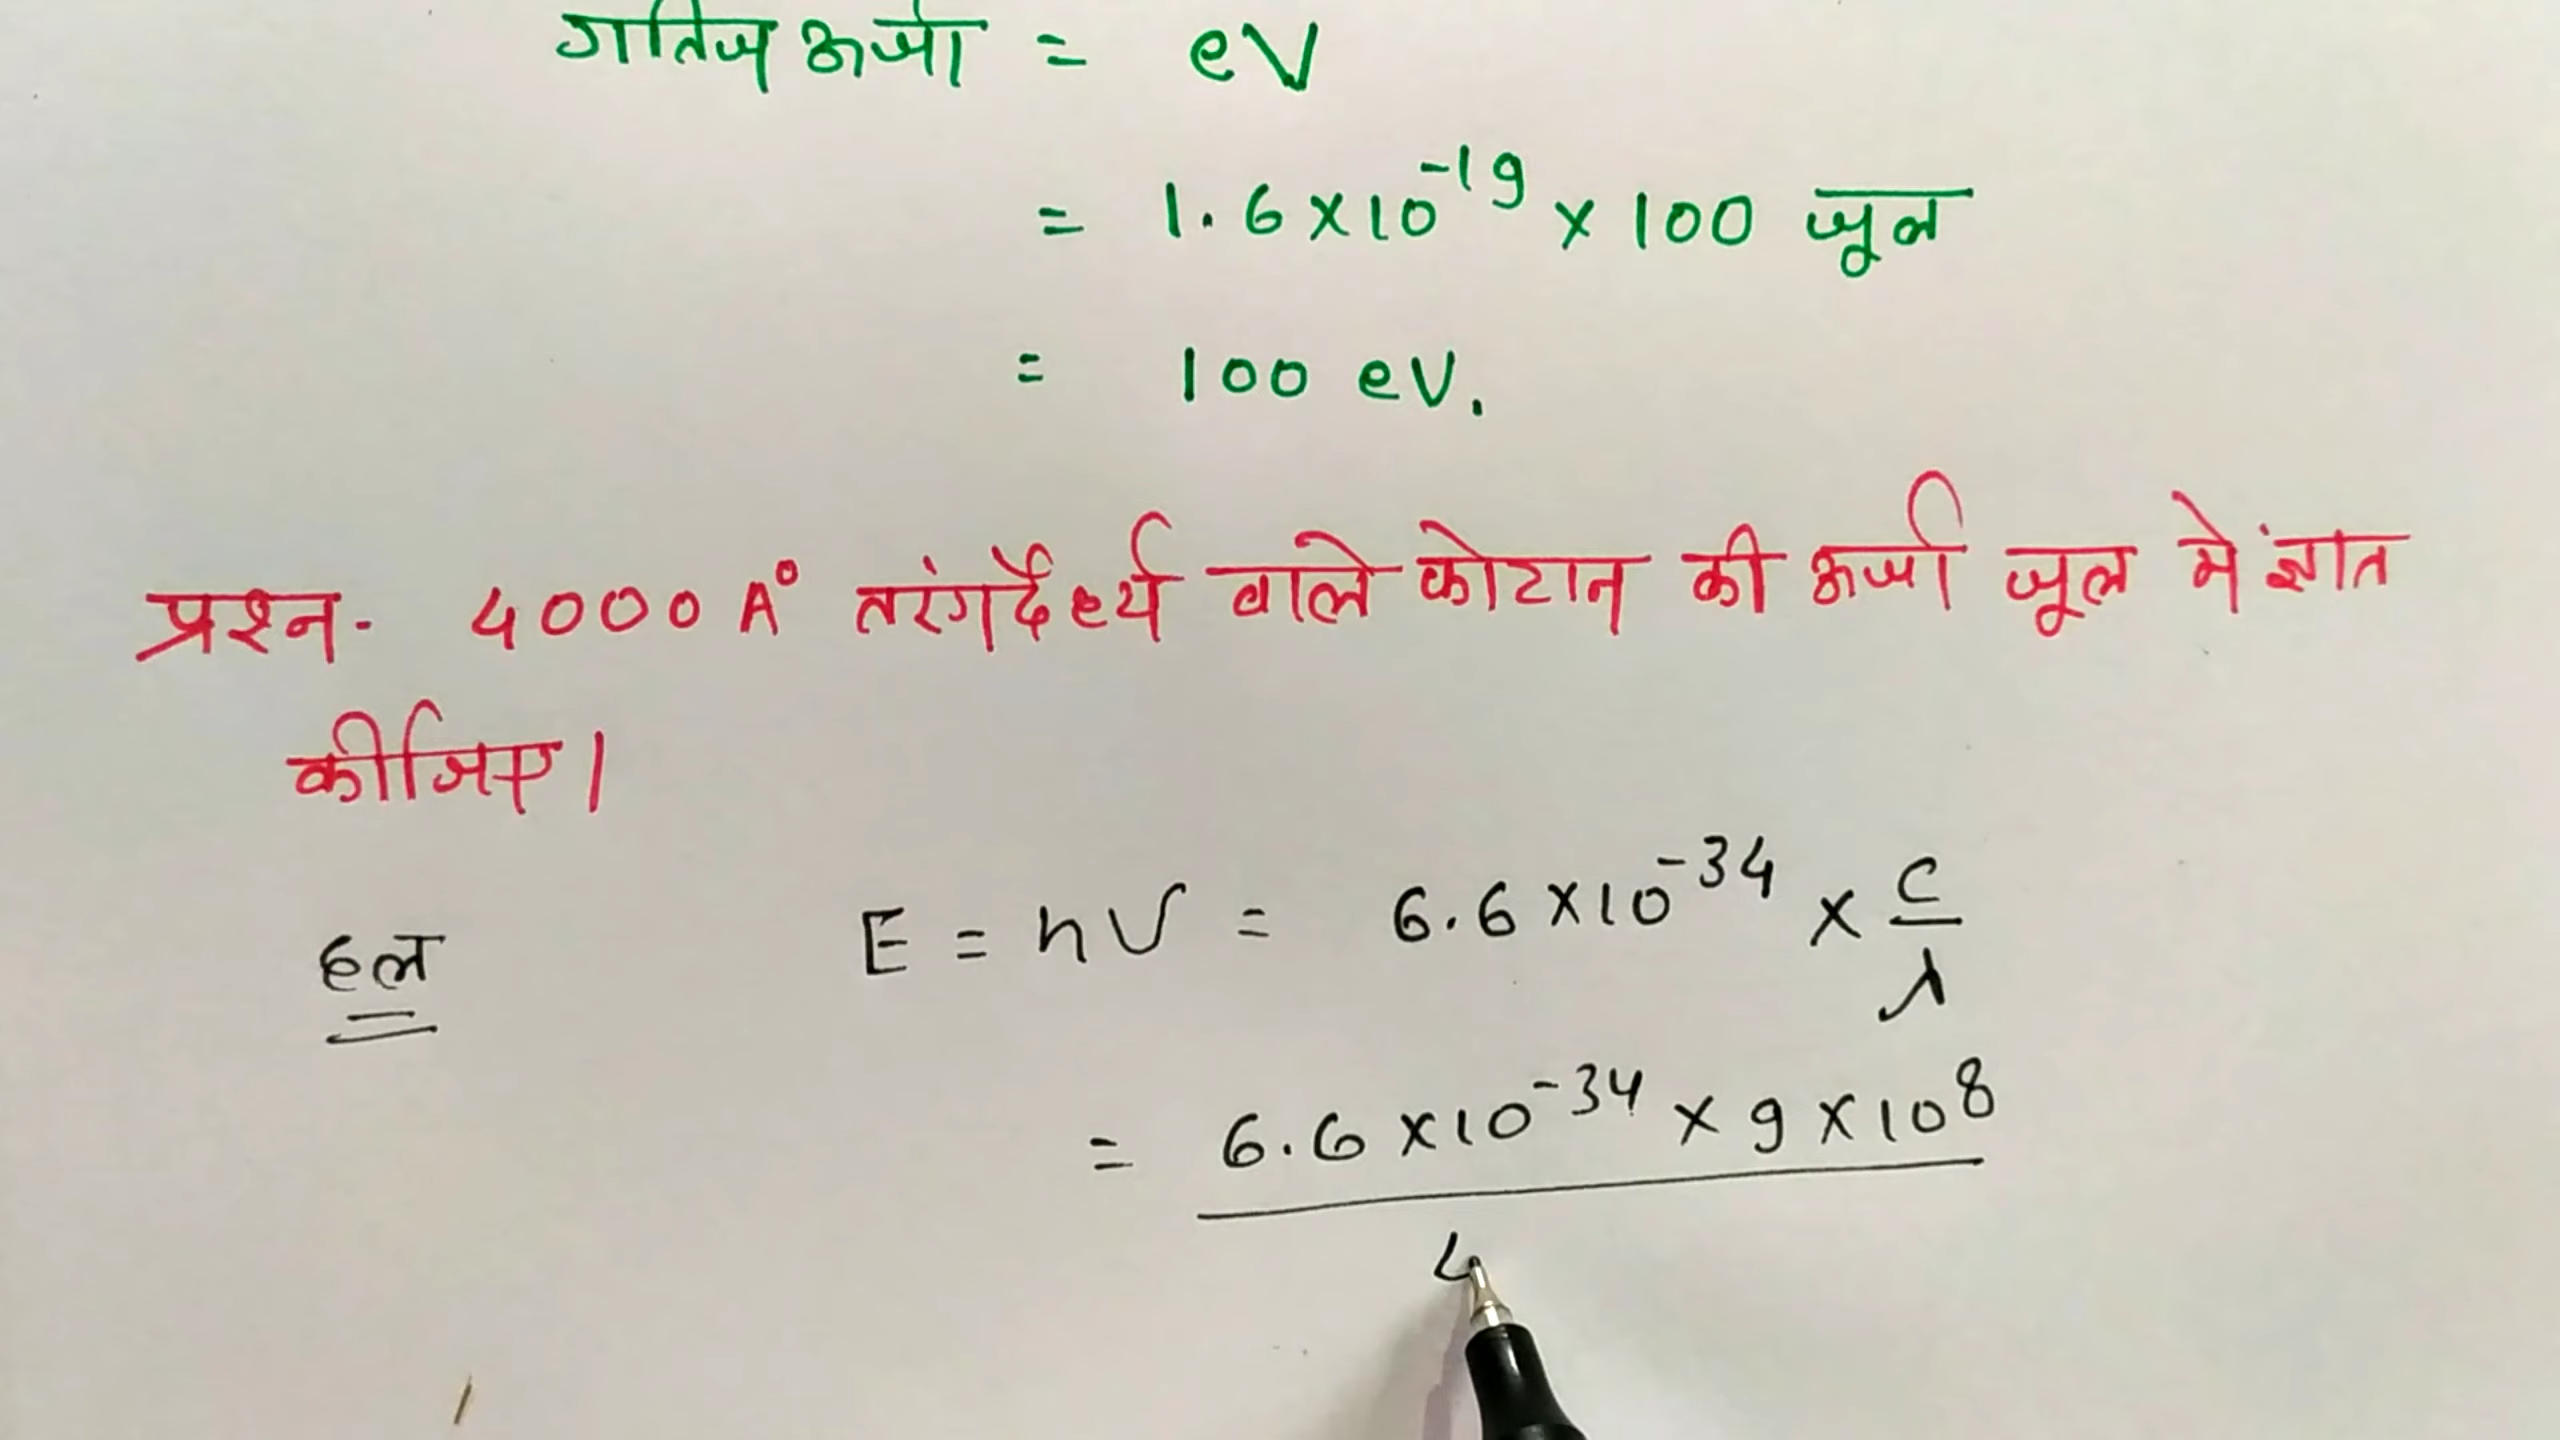 गतिज ऊर्जा = eV
= 1.6 × 10⁻¹⁹ × 100 जूल
= 100 eV.
प्रश्न- 4000 A° तरंगदैर्ध्य वाले फोटान की ऊर्जा जूल में ज्ञात
कीजिए।
हल E = hν = 6.6 × 10⁻³⁴ × c/λ
= 6.6 × 10⁻³⁴ × 9 × 10⁸ / 4